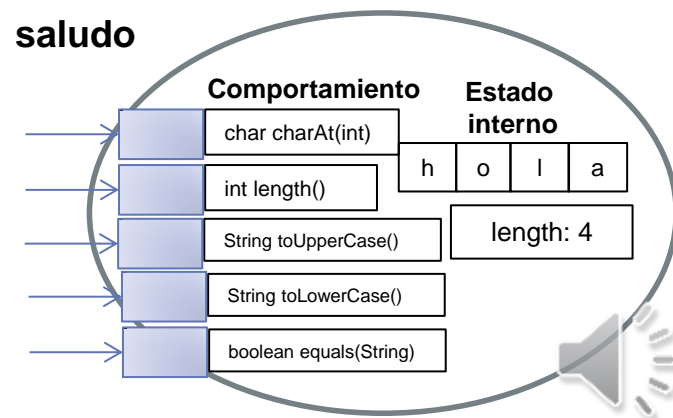 saludo
Comportamiento
Estado
interno
char charAt(int)
h o l a
int length()
length: 4
String toUpperCase()
String toLowerCase()
boolean equals(String)